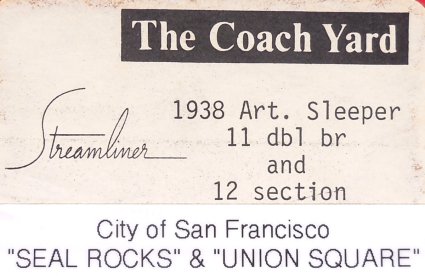 The Coach Yard
1938 Art. Sleeper
Streamliner
11 dbl br
and
12 section
City of San Francisco
"SEAL ROCKS" & "UNION SQUARE"